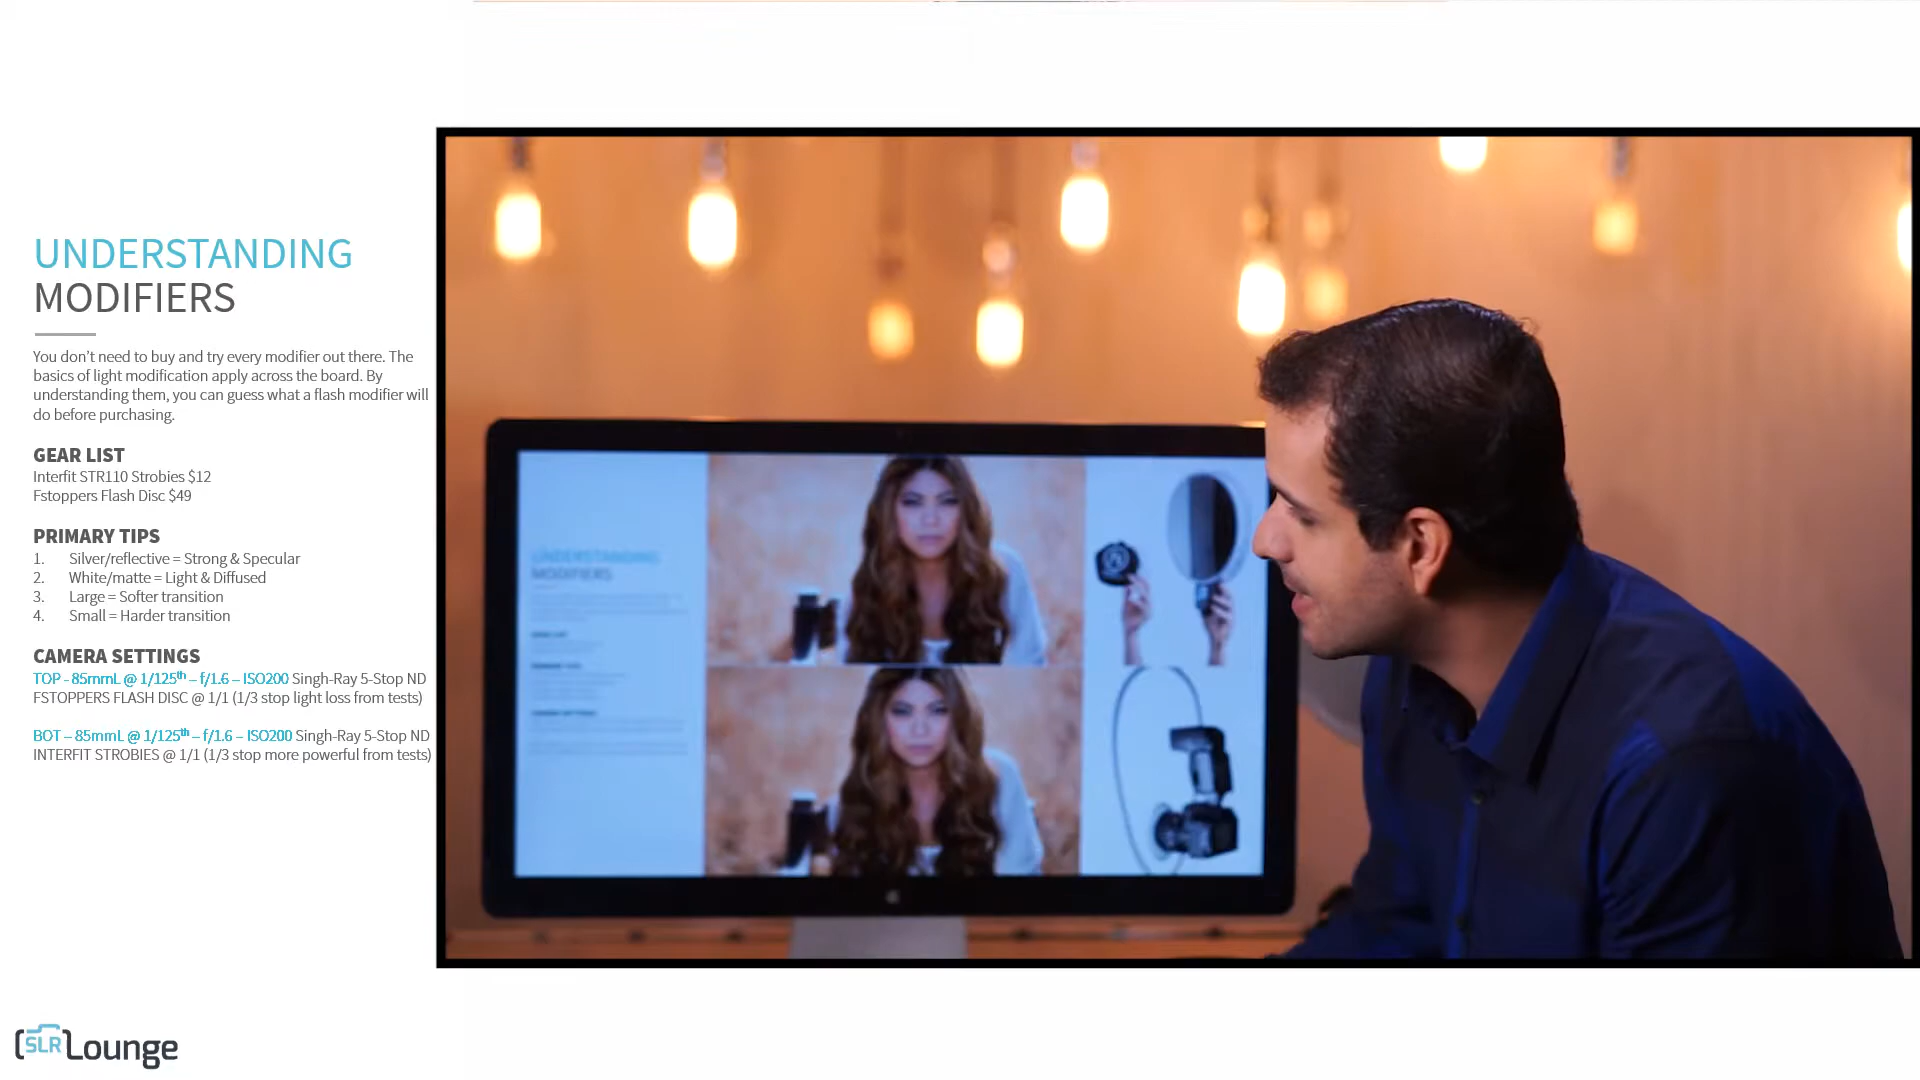 UNDERSTANDING
MODIFIERS
You don't need to buy and try every modifier out there. The
basics of light modification apply across the board. By
understanding them, you can guess what a flash modifier will
do before purchasing.
GEAR LIST
Interfit STR110 Strobies $12
Fstoppers Flash Disc $49
PRIMARY TIPS
1. Silver/reflective = Strong & Specular
2. White/matte = Light & Diffused
3. Large = Softer transition
4. Small = Harder transition
CAMERA SETTINGS
TOP - 85mmL @ 1/125th – f/1.6 – ISO200 Singh-Ray 5-Stop ND
FSTOPPERS FLASH DISC @ 1/1 (1/3 stop light loss from tests)
BOT – 85mmL @ 1/125th – f/1.6 – ISO200 Singh-Ray 5-Stop ND
INTERFIT STROBIES @ 1/1 (1/3 stop more powerful from tests)
UNDERSTANDING
MODIFIERS
SLR Lounge